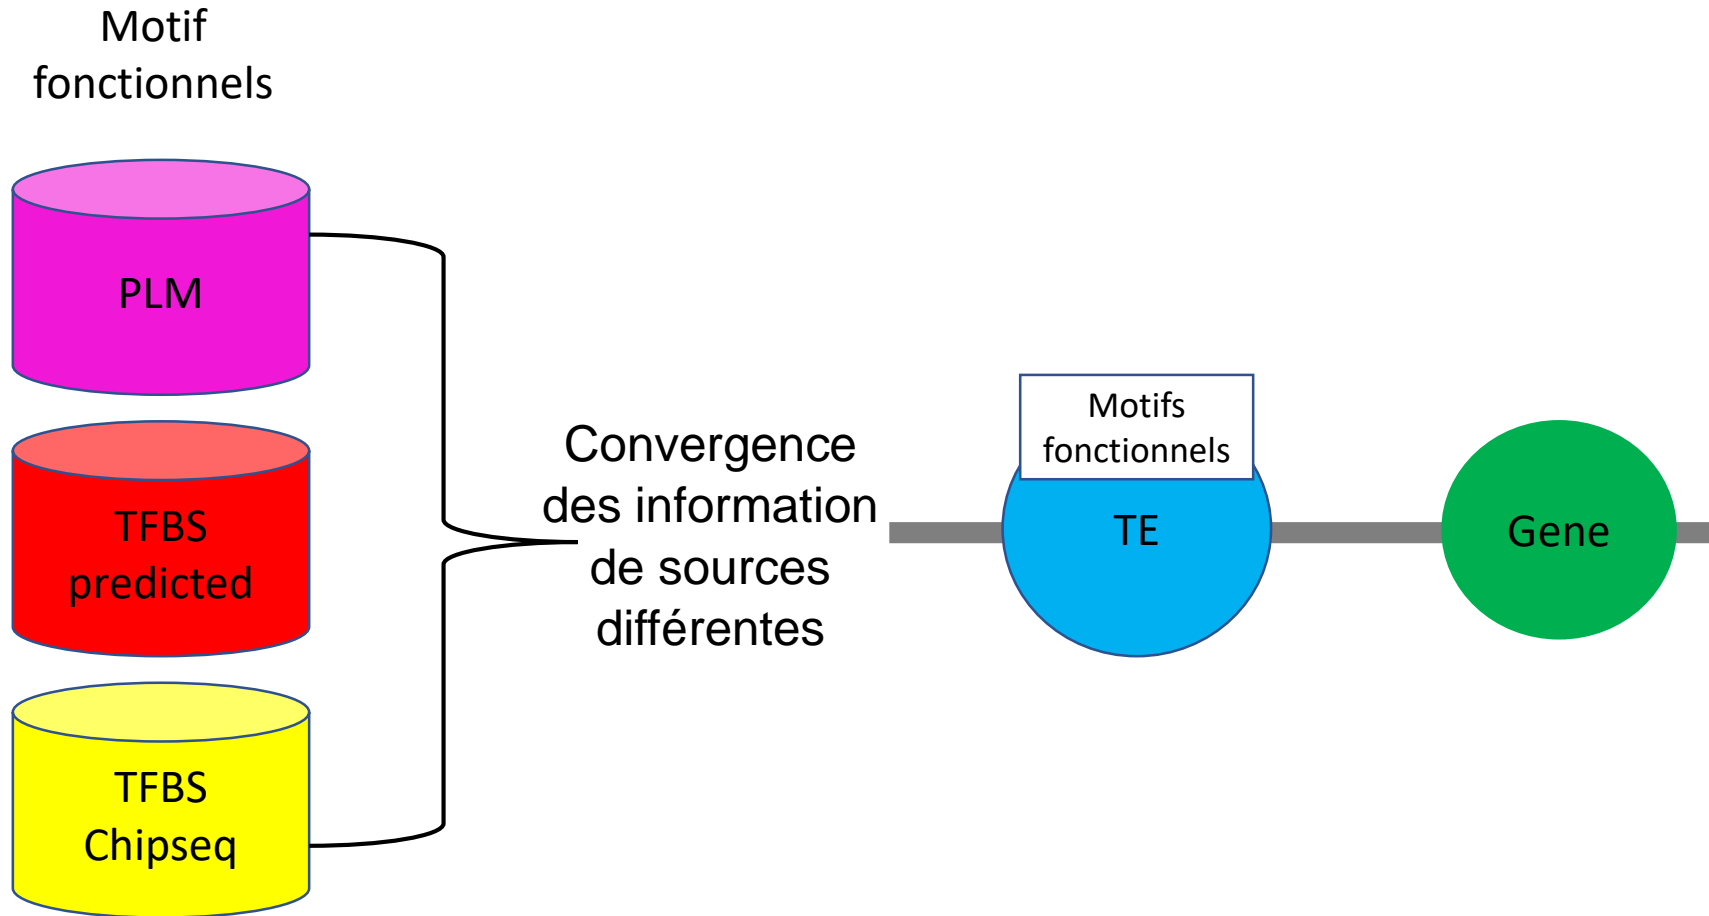 Motif
fonctionnels
PLM
TFBS
predicted
TFBS
Chipseq
Convergence
des information
de sources
différentes
Motifs
fonctionnels
TE
Gene